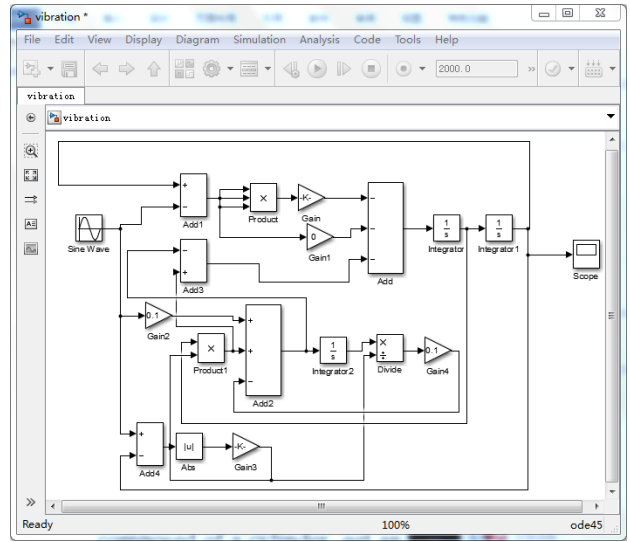 vibration *
File Edit View Display Diagram Simulation Analysis Code Tools Help
2000.0
»
vibration
vibration
+
−
Add1
×
Product
-K-
Gain
0
Gain1
−
−
−
Add
1
s
Integrator
1
s
Integrator1
Scope
Sine Wave
−
+
Add3
0.1
Gain2
×
Product1
+
+
−
Add2
1
s
Integrator2
×
÷
Divide
0.1
Gain4
+
−
Add4
|u|
Abs
-K-
Gain3
»
Ready 100% ode45